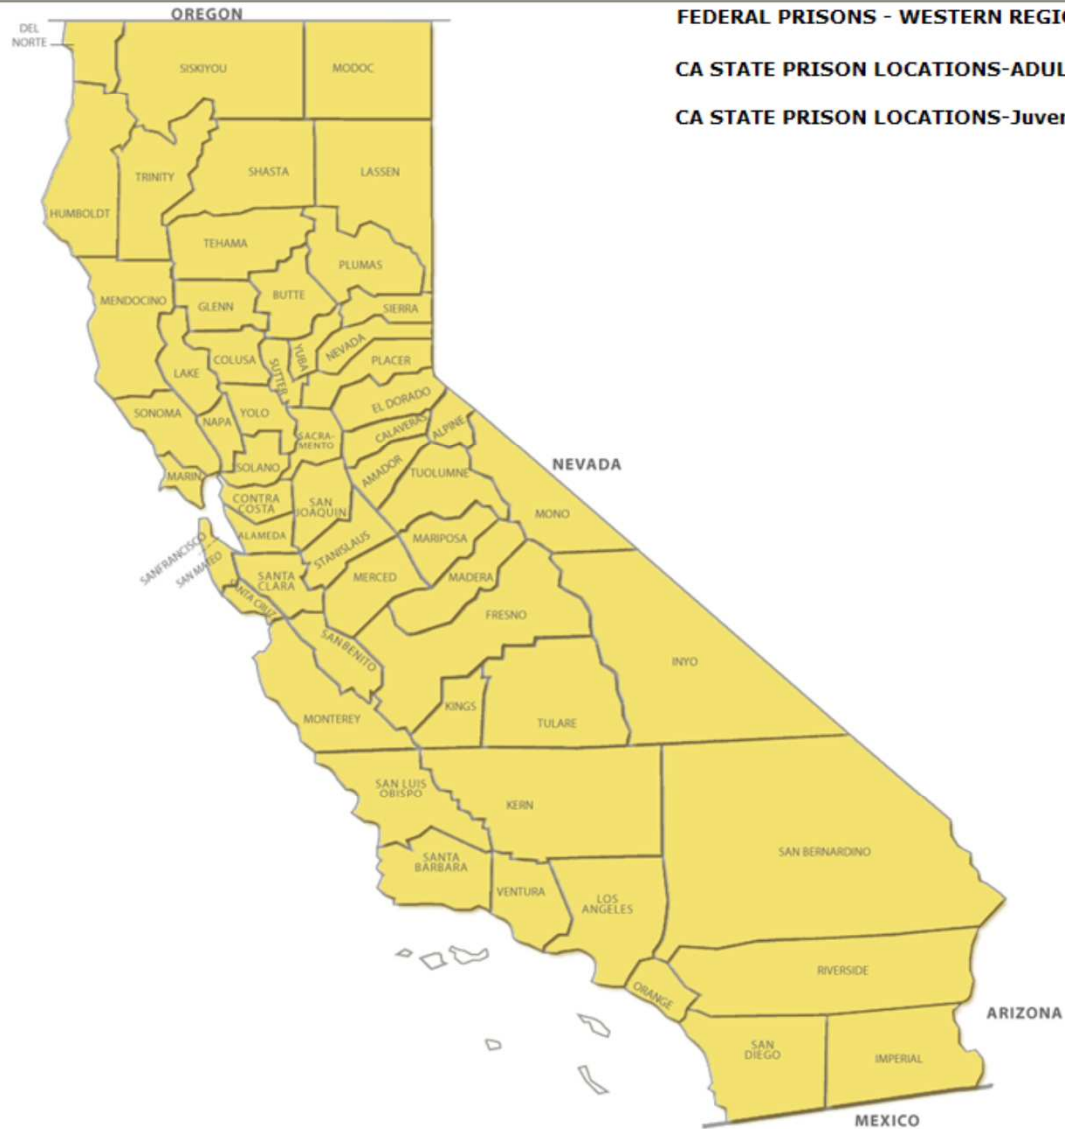 OREGON
FEDERAL PRISONS - WESTERN REGIO
DEL
NORTE
CA STATE PRISON LOCATIONS-ADUL
SISKIYOU
MODOC
CA STATE PRISON LOCATIONS-Juver
TRINITY
SHASTA
LASSEN
HUMBOLDT
TEHAMA
PLUMAS
MENDOCINO
GLENN
BUTTE
SIERRA
LAKE
COLUSA
SUTTER
YUBA
NEVADA
PLACER
SONOMA
NAPA
YOLO
EL DORADO
SACRA-
MENTO
CALAVERAS
ALPINE
MARIN
SOLANO
AMADOR
TUOLUMNE
NEVADA
CONTRA
COSTA
SAN
JOAQUIN
MONO
SANFRANCISCO
ALAMEDA
STANISLAUS
MARIPOSA
SAN MATEO
SANTA
CLARA
MERCED
MADERA
SANTA CRUZ
FRESNO
SAN BENITO
INYO
MONTEREY
KINGS
TULARE
SAN LUIS
OBISPO
KERN
SAN BERNARDINO
SANTA
BARBARA
VENTURA
LOS
ANGELES
RIVERSIDE
ORANGE
ARIZONA
SAN
DIEGO
IMPERIAL
MEXICO